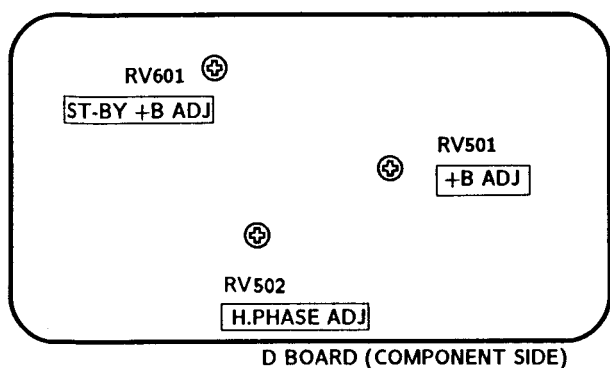 RV601
ST-BY +B ADJ
RV501
+B ADJ
RV502
H.PHASE ADJ
D BOARD (COMPONENT SIDE)